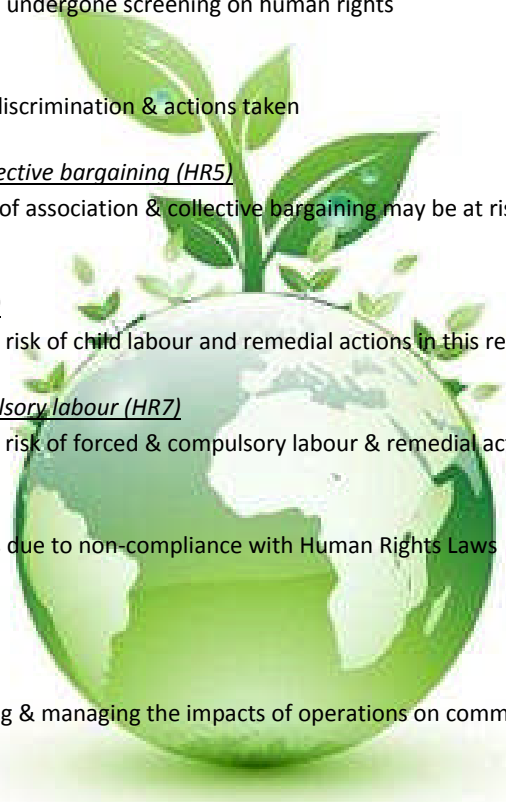 undergone screening on human rights
discrimination & actions taken
ective bargaining (HR5)
of association & collective bargaining may be at ris
risk of child labour and remedial actions in this re
lsory labour (HR7)
risk of forced & compulsory labour & remedial act
due to non-compliance with Human Rights Laws
g & managing the impacts of operations on comm